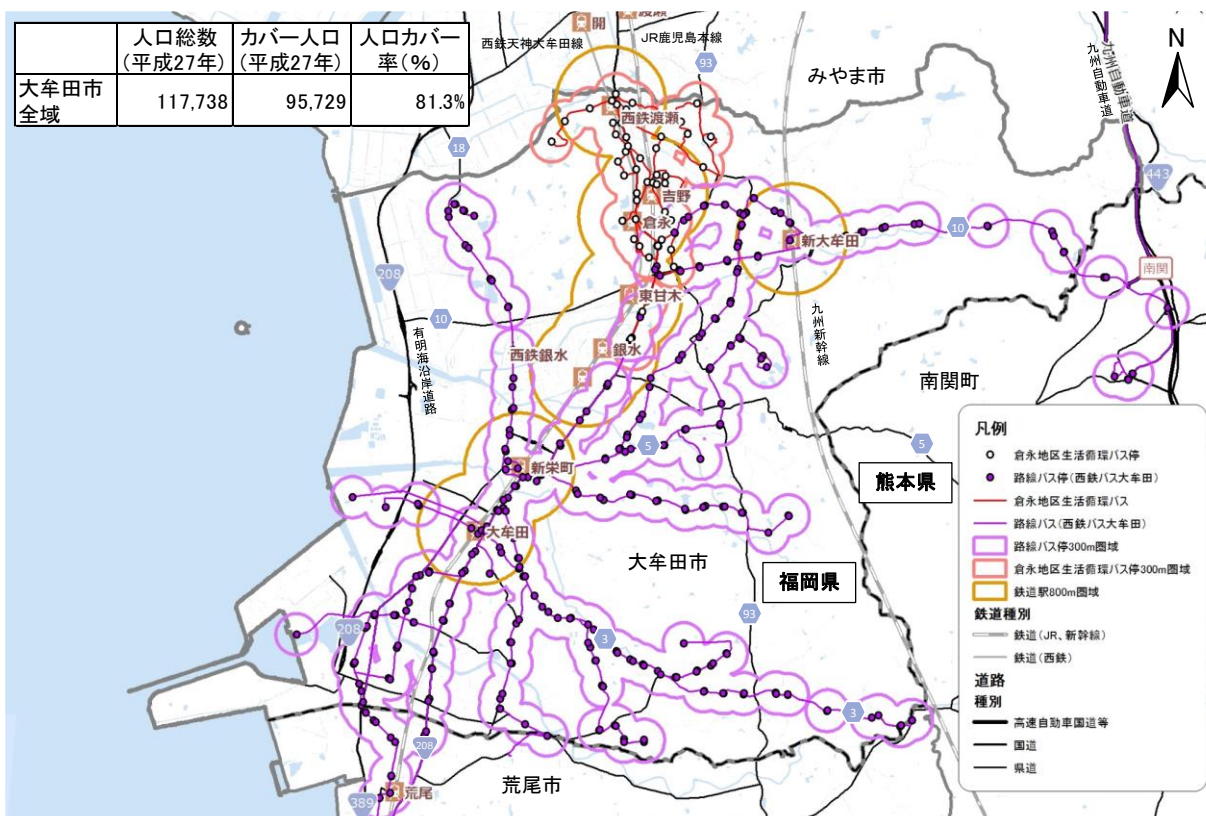 人口総数
(平成27年)
カバー人口
(平成27年)
人口カバー
率(%)
大牟田市
全域
117,738
95,729
81.3%
開
渡瀬
西鉄天神大牟田線
JR鹿児島本線
93
みやま市
九州自動車道
九州自動車道
N
西鉄渡瀬
18
443
吉野
倉永
新大牟田
10
南関
208
東甘木
10
有明海沿岸道路
西鉄銀水
銀水
九州新幹線
南関町
5
5
新栄町
熊本県
大牟田
大牟田市
福岡県
93
208
3
3
208
荒尾市
荒尾
389
凡例
倉永地区生活循環バス停
路線バス停(西鉄バス大牟田)
倉永地区生活循環バス
路線バス(西鉄バス大牟田)
路線バス停300m圏域
倉永地区生活循環バス停300m圏域
鉄道駅800m圏域
鉄道種別
鉄道(JR、新幹線)
鉄道(西鉄)
道路
種別
高速自動車国道等
国道
県道